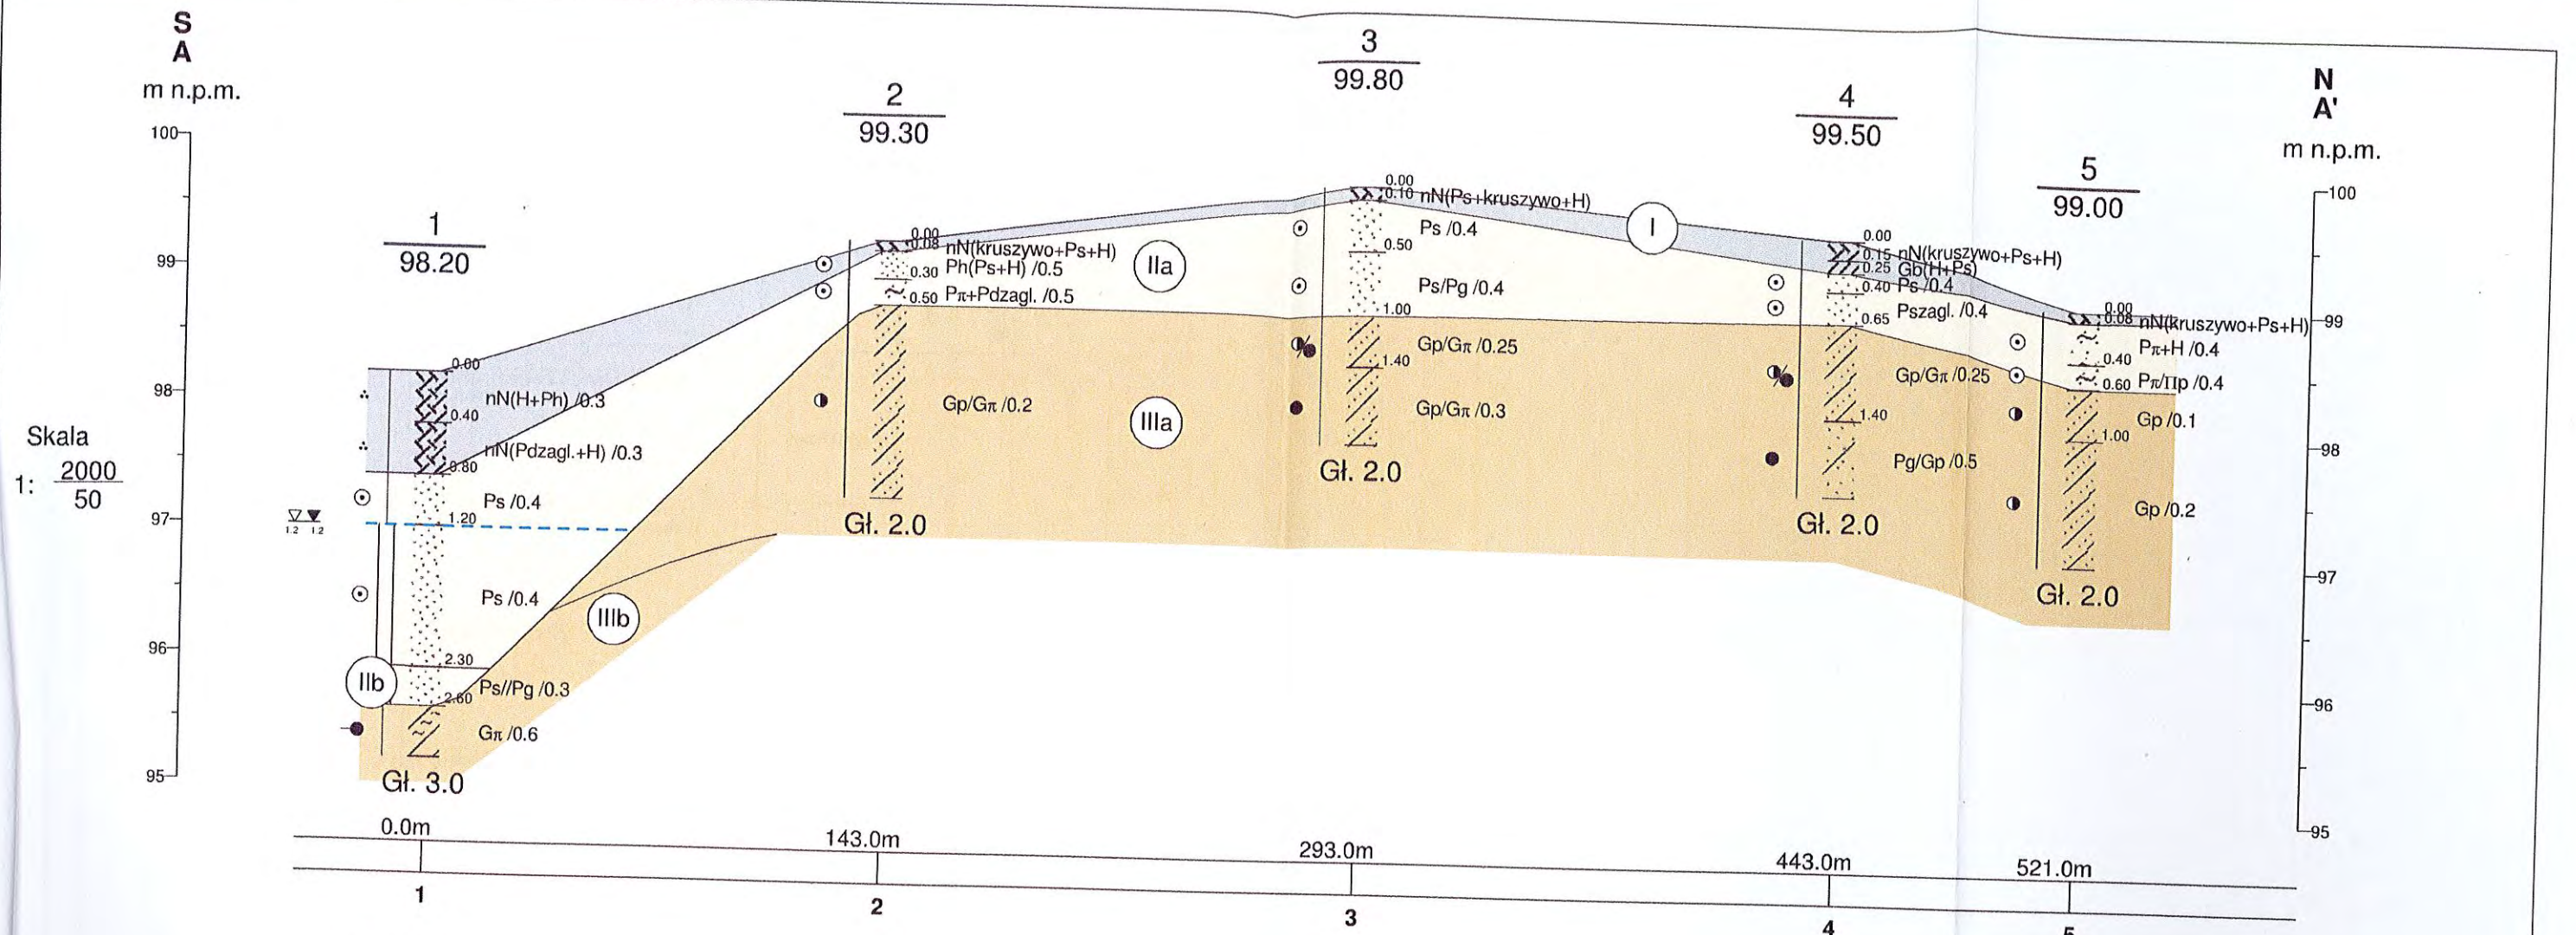 S
A
m n.p.m.
100
99
98
97
96
95
Skala
1: 2000
50
1
98.20
0.00
nN(H+Ph) /0.3
0.40
nN(Pdzagl.+H) /0.3
0.80
Ps /0.4
1.20
1.2 1.2
Ps /0.4
2.30
Ps//Pg /0.3
2.60
Gπ /0.6
Gł. 3.0
IIb
IIIb
2
99.30
0.00
0.08 nN(kruszywo+Ps+H)
0.30 Ph(Ps+H) /0.5
0.50 Pπ+Pdzagl. /0.5
Gp/Gπ /0.2
Gł. 2.0
IIa
IIIa
3
99.80
0.00
0.10 nN(Ps+kruszywo+H)
Ps /0.4
0.50
Ps/Pg /0.4
1.00
Gp/Gπ /0.25
1.40
Gp/Gπ /0.3
Gł. 2.0
I
4
99.50
0.00
0.15 nN(kruszywo+Ps+H)
0.25 Gb(H+Ps)
0.40 Ps /0.4
Pszagl. /0.4
0.65
Gp/Gπ /0.25
1.40
Pg/Gp /0.5
Gł. 2.0
5
99.00
0.00
0.08 nN(kruszywo+Ps+H)
Pπ+H /0.4
0.40
0.60 Pπ/Πp /0.4
Gp /0.1
1.00
Gp /0.2
Gł. 2.0
N
A'
m n.p.m.
100
99
98
97
96
95
0.0m 143.0m 293.0m 443.0m 521.0m
1 2 3 4 5